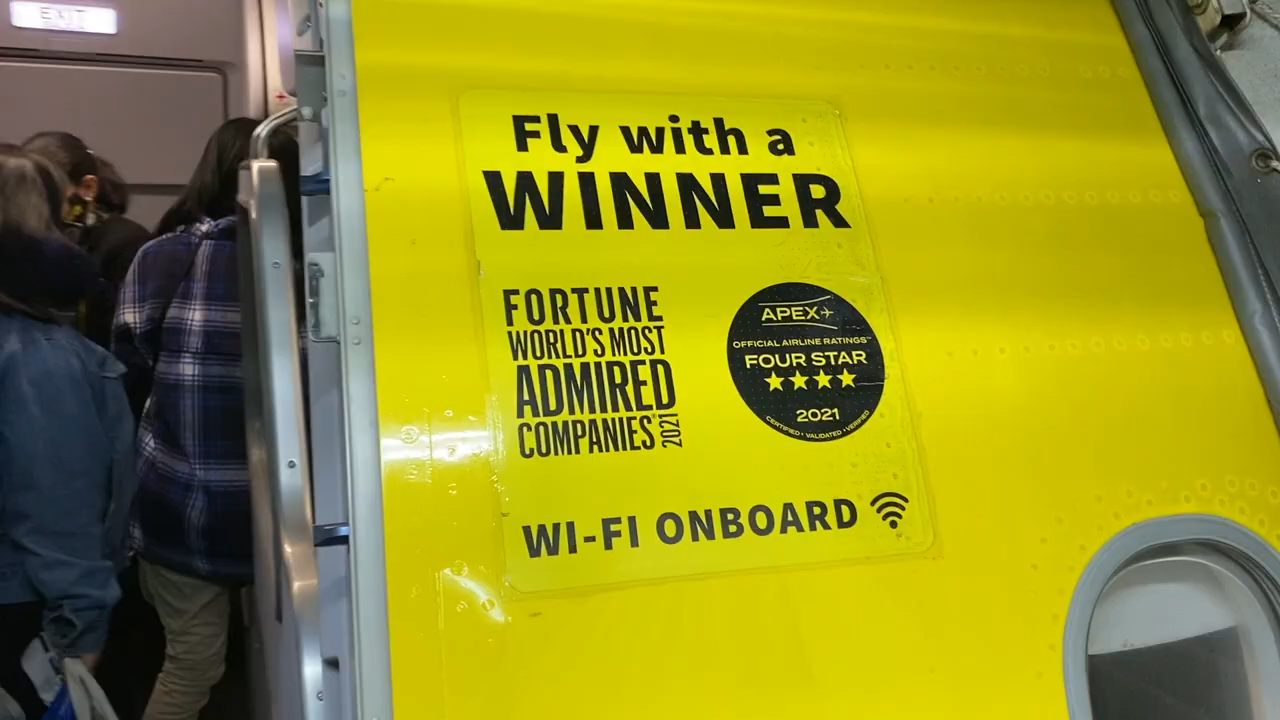 EXIT
Fly with a
WINNER
FORTUNE
WORLD'S MOST
ADMIRED
COMPANIES®
2021
APEX
OFFICIAL AIRLINE RATINGS™
FOUR STAR
2021
CERTIFIED • VALIDATED • VERIFIED
WI-FI ONBOARD